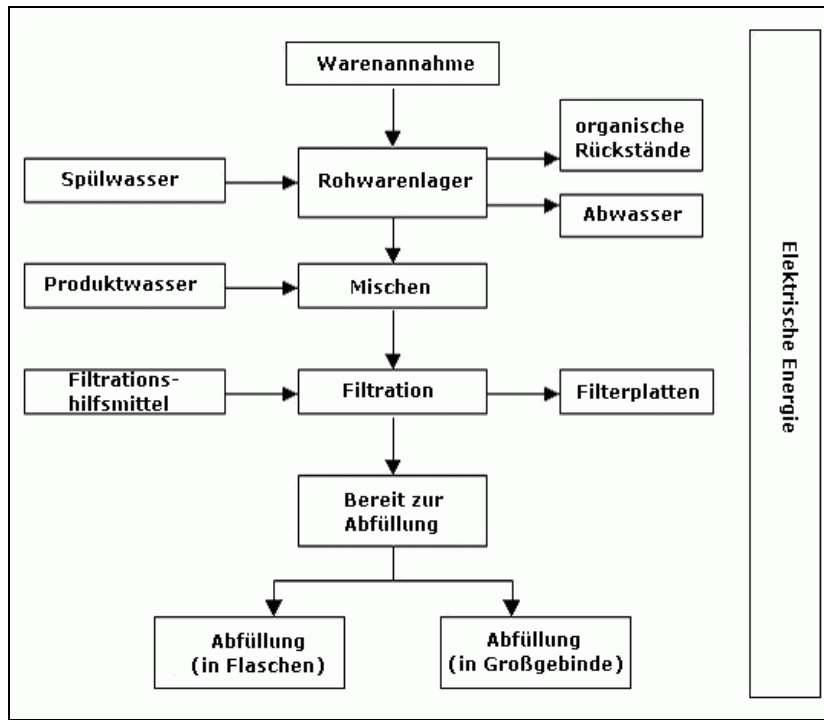 Warenannahme
organische
Rückstände
Spülwasser
Rohwarenlager
Abwasser
Produktwasser
Mischen
Filtrations-
hilfsmittel
Filtration
Filterplatten
Bereit zur
Abfüllung
Abfüllung
(in Flaschen)
Abfüllung
(in Großgebinde)
Elektrische Energie